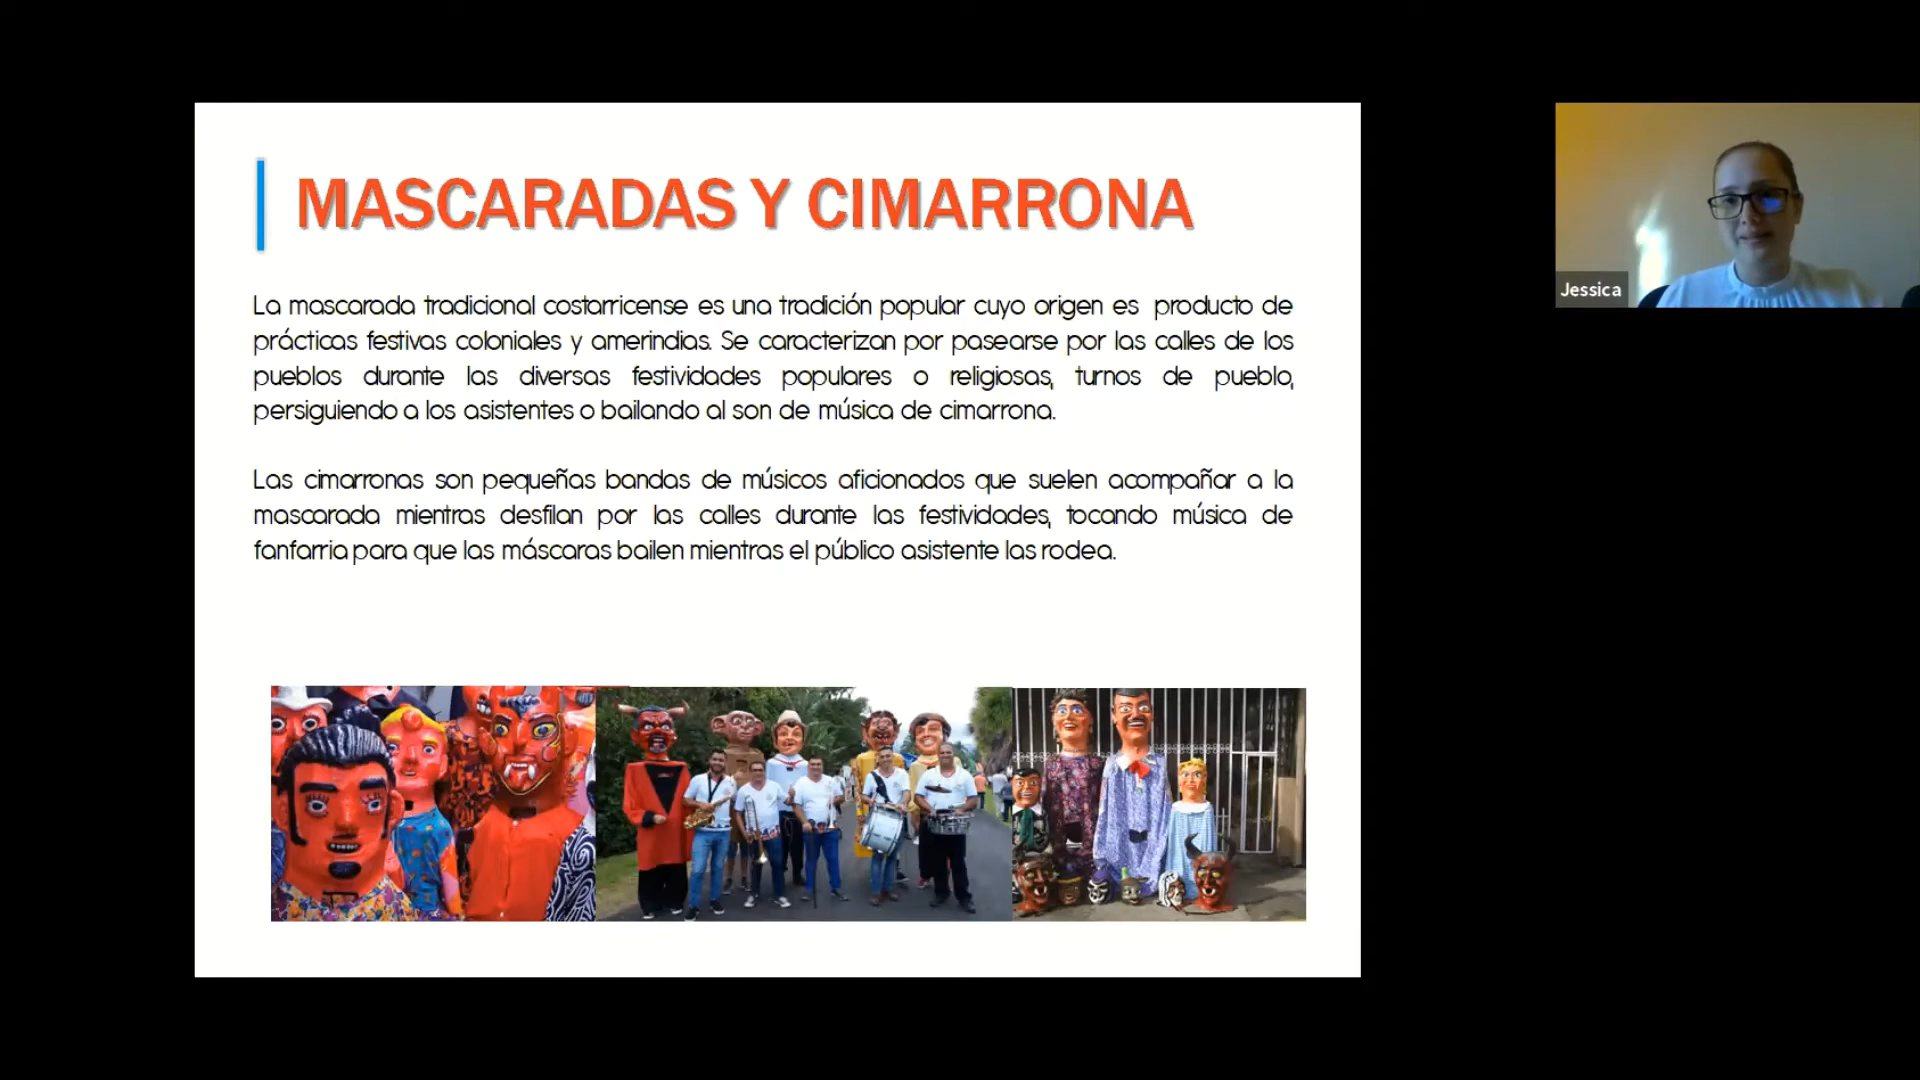 MASCARADAS Y CIMARRONA
La mascarada tradicional costarricense es una tradición popular cuyo origen es producto de
prácticas festivas coloniales y amerindias. Se caracterizan por pasearse por las calles de los
pueblos durante las diversas festividades populares o religiosas, turnos de pueblo,
persiguiendo a los asistentes o bailando al son de música de cimarrona.
Las cimarronas son pequeñas bandas de músicos aficionados que suelen acompañar a la
mascarada mientras desfilan por las calles durante las festividades, tocando música de
fanfarria para que las máscaras bailen mientras el público asistente las rodea.
Jessica